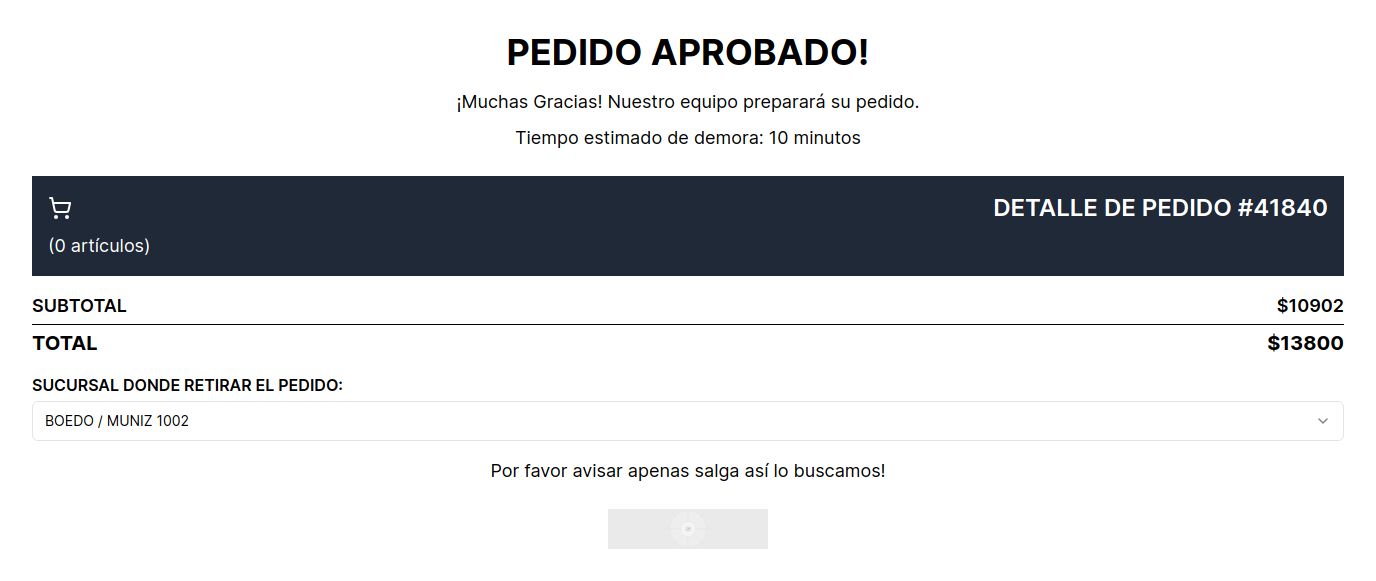 PEDIDO APROBADO!
¡Muchas Gracias! Nuestro equipo preparará su pedido.
Tiempo estimado de demora: 10 minutos
DETALLE DE PEDIDO #41840
(0 artículos)
SUBTOTAL $10902
TOTAL $13800
SUCURSAL DONDE RETIRAR EL PEDIDO:
BOEDO / MUNIZ 1002
Por favor avisar apenas salga así lo buscamos!